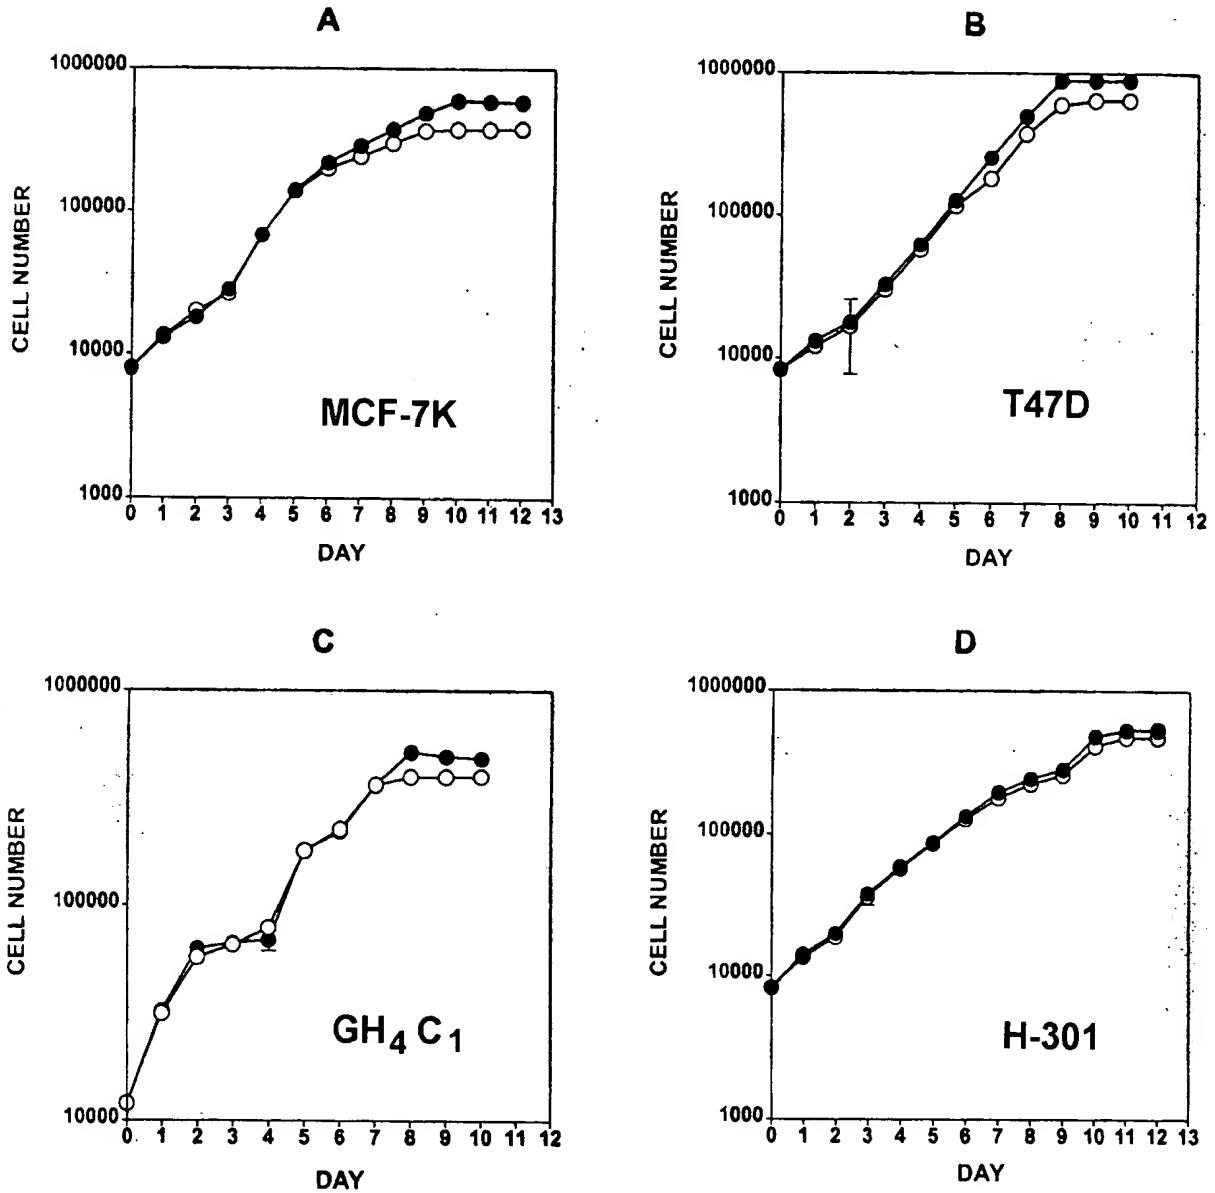 A
1000000
100000
10000
1000
CELL NUMBER
0 1 2 3 4 5 6 7 8 9 10 11 12 13
DAY
MCF-7K
B
1000000
100000
10000
1000
CELL NUMBER
0 1 2 3 4 5 6 7 8 9 10 11 12
DAY
T47D
C
1000000
100000
10000
CELL NUMBER
0 1 2 3 4 5 6 7 8 9 10 11 12
DAY
GH4 C1
D
1000000
100000
10000
1000
CELL NUMBER
0 1 2 3 4 5 6 7 8 9 10 11 12 13
DAY
H-301